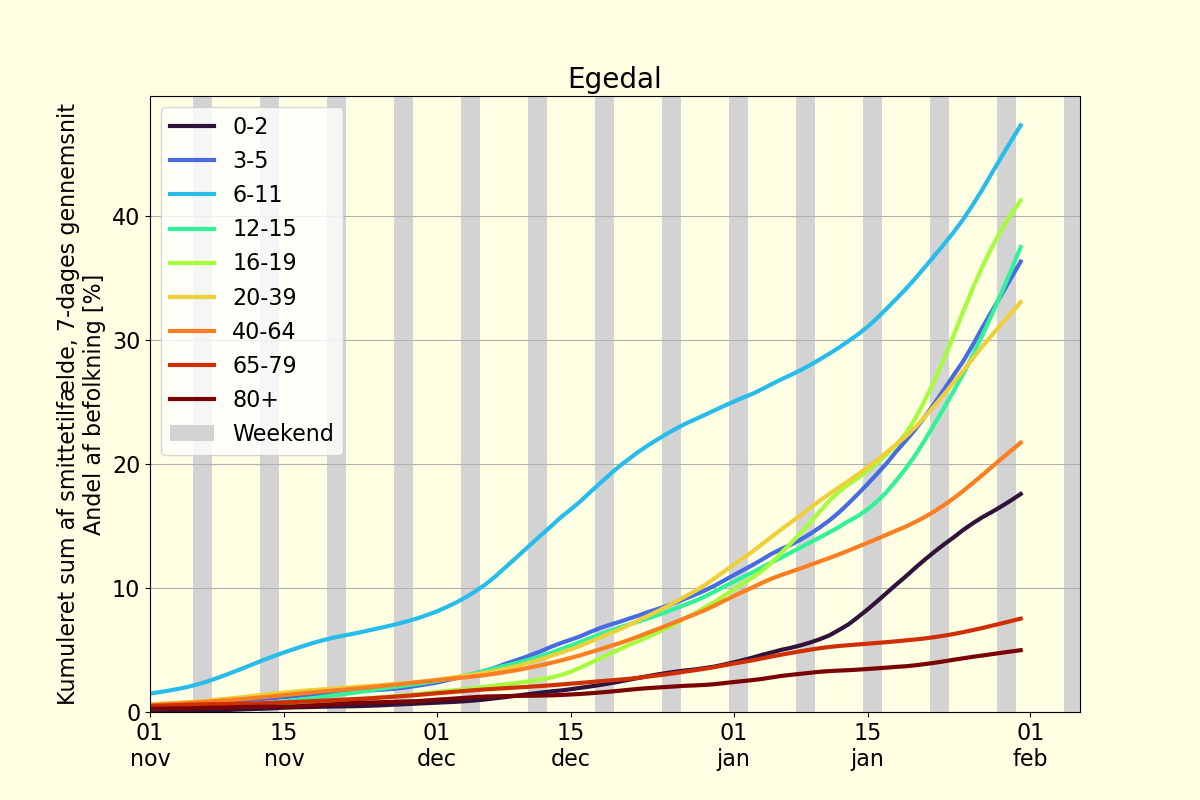 Egedal
Kumuleret sum af smittetilfælde, 7-dages gennemsnit
Andel af befolkning [%]
0-2
3-5
6-11
12-15
16-19
20-39
40-64
65-79
80+
Weekend
40
30
20
10
0
01 15 01 15 01 15 01
nov nov dec dec jan jan feb